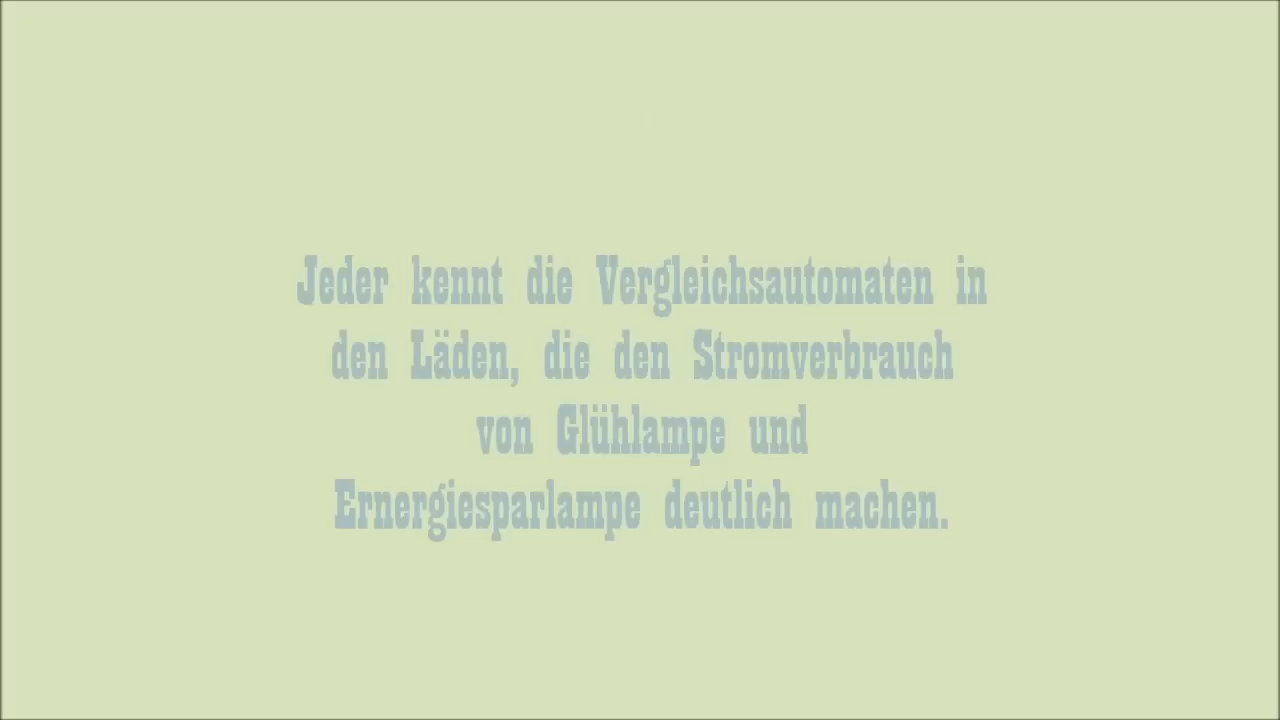 Jeder kennt die Vergleichsautomaten in
den Läden, die den Stromverbrauch
von Glühlampe und
Ernergiesparlampe deutlich machen.